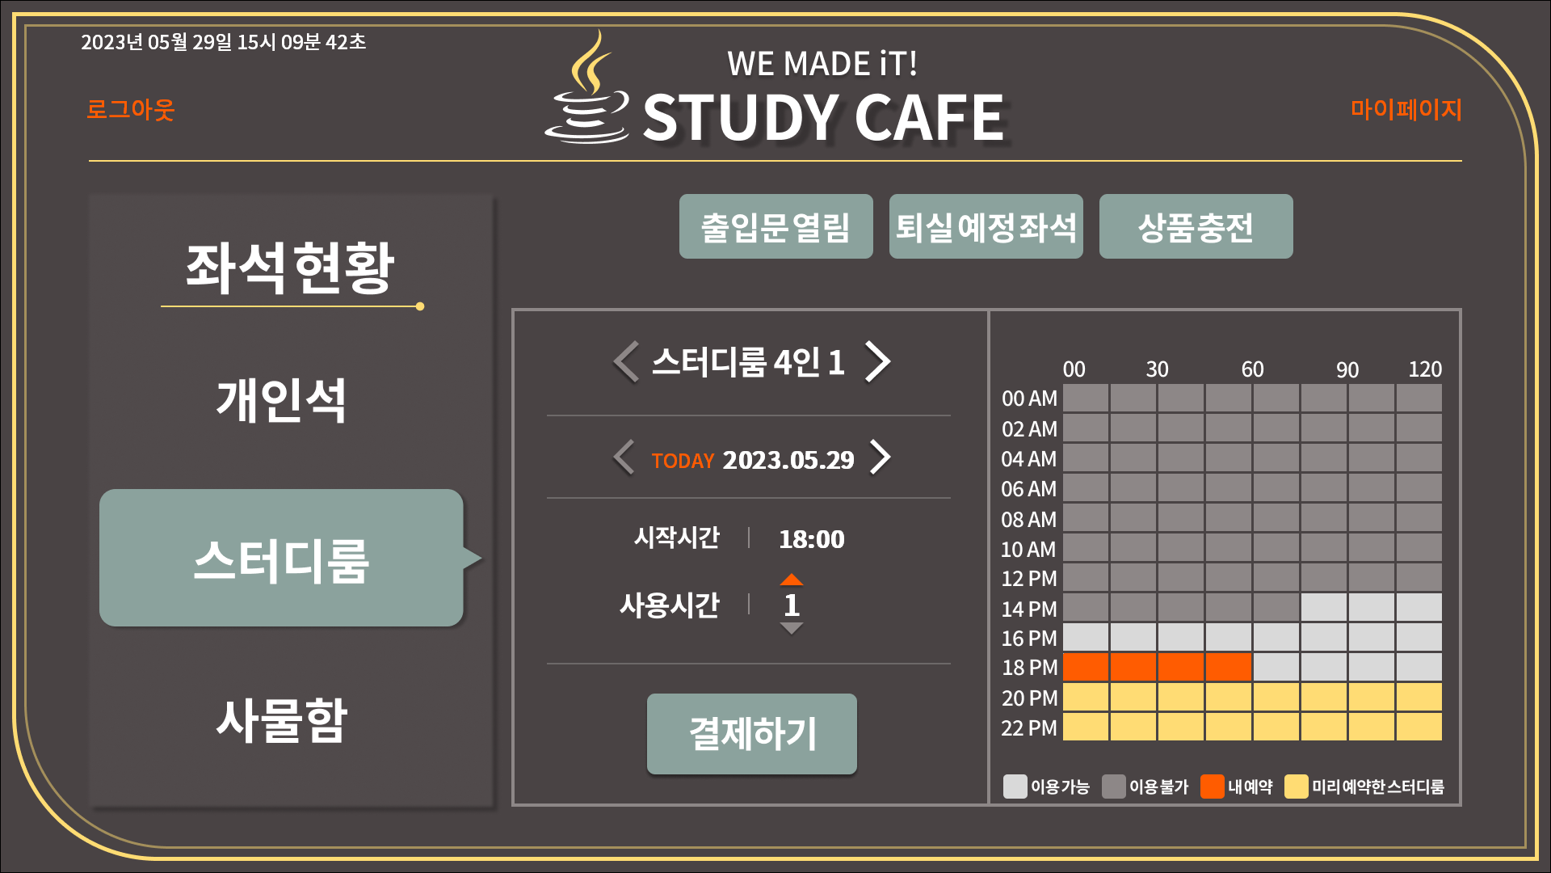 2023년 05월 29일 15시 09분 42초
WE MADE iT!
STUDY CAFE
로그아웃
마이페이지
출입문 열림
퇴실 예정 좌석
상품 충전
좌석현황
개인석
스터디룸
사물함
스터디룸 4인 1
TODAY 2023.05.29
시작시간 18:00
사용시간 1
결제하기
00 30 60 90 120
00 AM
02 AM
04 AM
06 AM
08 AM
10 AM
12 PM
14 PM
16 PM
18 PM
20 PM
22 PM
이용 가능 이용 불가 내 예약 미리 예약한 스터디룸